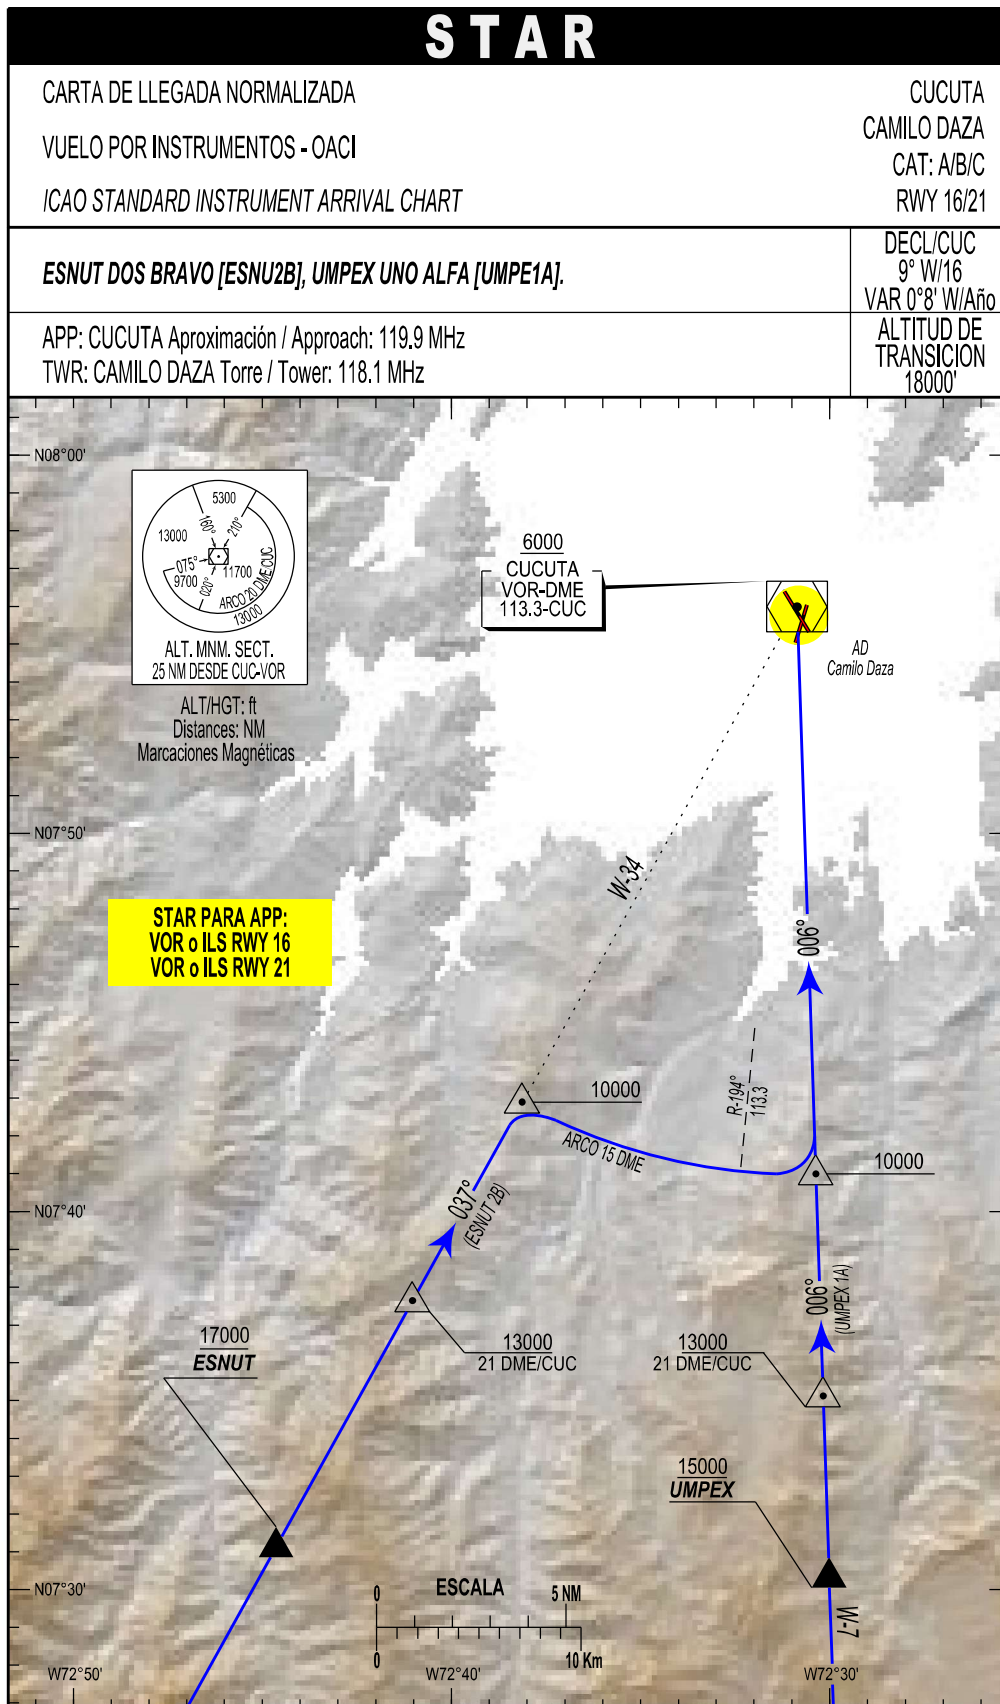 STAR
CARTA DE LLEGADA NORMALIZADA
VUELO POR INSTRUMENTOS - OACI
ICAO STANDARD INSTRUMENT ARRIVAL CHART
CUCUTA
CAMILO DAZA
CAT: A/B/C
RWY 16/21
ESNUT DOS BRAVO [ESNU2B], UMPEX UNO ALFA [UMPE1A].
DECL/CUC
9° W/16
VAR 0°8' W/Año
APP: CUCUTA Aproximación / Approach: 119.9 MHz
TWR: CAMILO DAZA Torre / Tower: 118.1 MHz
ALTITUD DE
TRANSICION
18000'
N08°00'
5300
160°
210°
13000
075°
9700
020°
11700
ARCO 20 DME/CUC
13000
ALT. MNM. SECT.
25 NM DESDE CUC-VOR
ALT/HGT: ft
Distances: NM
Marcaciones Magnéticas
6000
CUCUTA
VOR-DME
113.3-CUC
AD
Camilo Daza
N07°50'
W-34
STAR PARA APP:
VOR o ILS RWY 16
VOR o ILS RWY 21
006°
10000
R-194°
113.3
ARCO 15 DME
10000
N07°40'
037°
(ESNUT 2B)
006°
(UMPEX 1A)
17000
ESNUT
13000
21 DME/CUC
13000
21 DME/CUC
15000
UMPEX
N07°30'
0
ESCALA
5 NM
0
10 Km
W-7
W72°50'
W72°40'
W72°30'